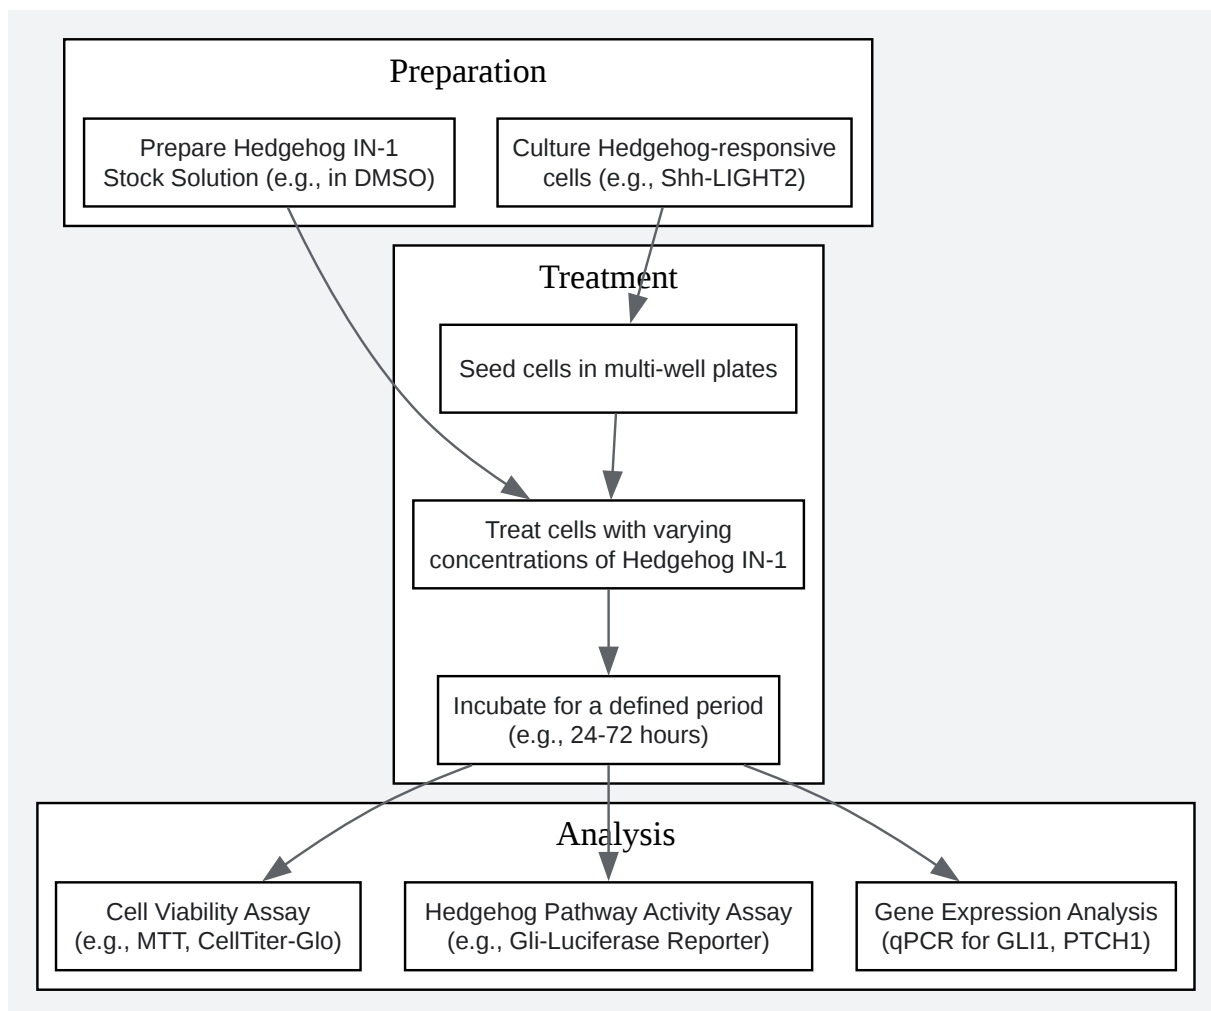 Preparation
Prepare Hedgehog IN-1
Stock Solution (e.g., in DMSO)
Culture Hedgehog-responsive
cells (e.g., Shh-LIGHT2)
Treatment
Seed cells in multi-well plates
Treat cells with varying
concentrations of Hedgehog IN-1
Incubate for a defined period
(e.g., 24-72 hours)
Analysis
Cell Viability Assay
(e.g., MTT, CellTiter-Glo)
Hedgehog Pathway Activity Assay
(e.g., Gli-Luciferase Reporter)
Gene Expression Analysis
(qPCR for GLI1, PTCH1)